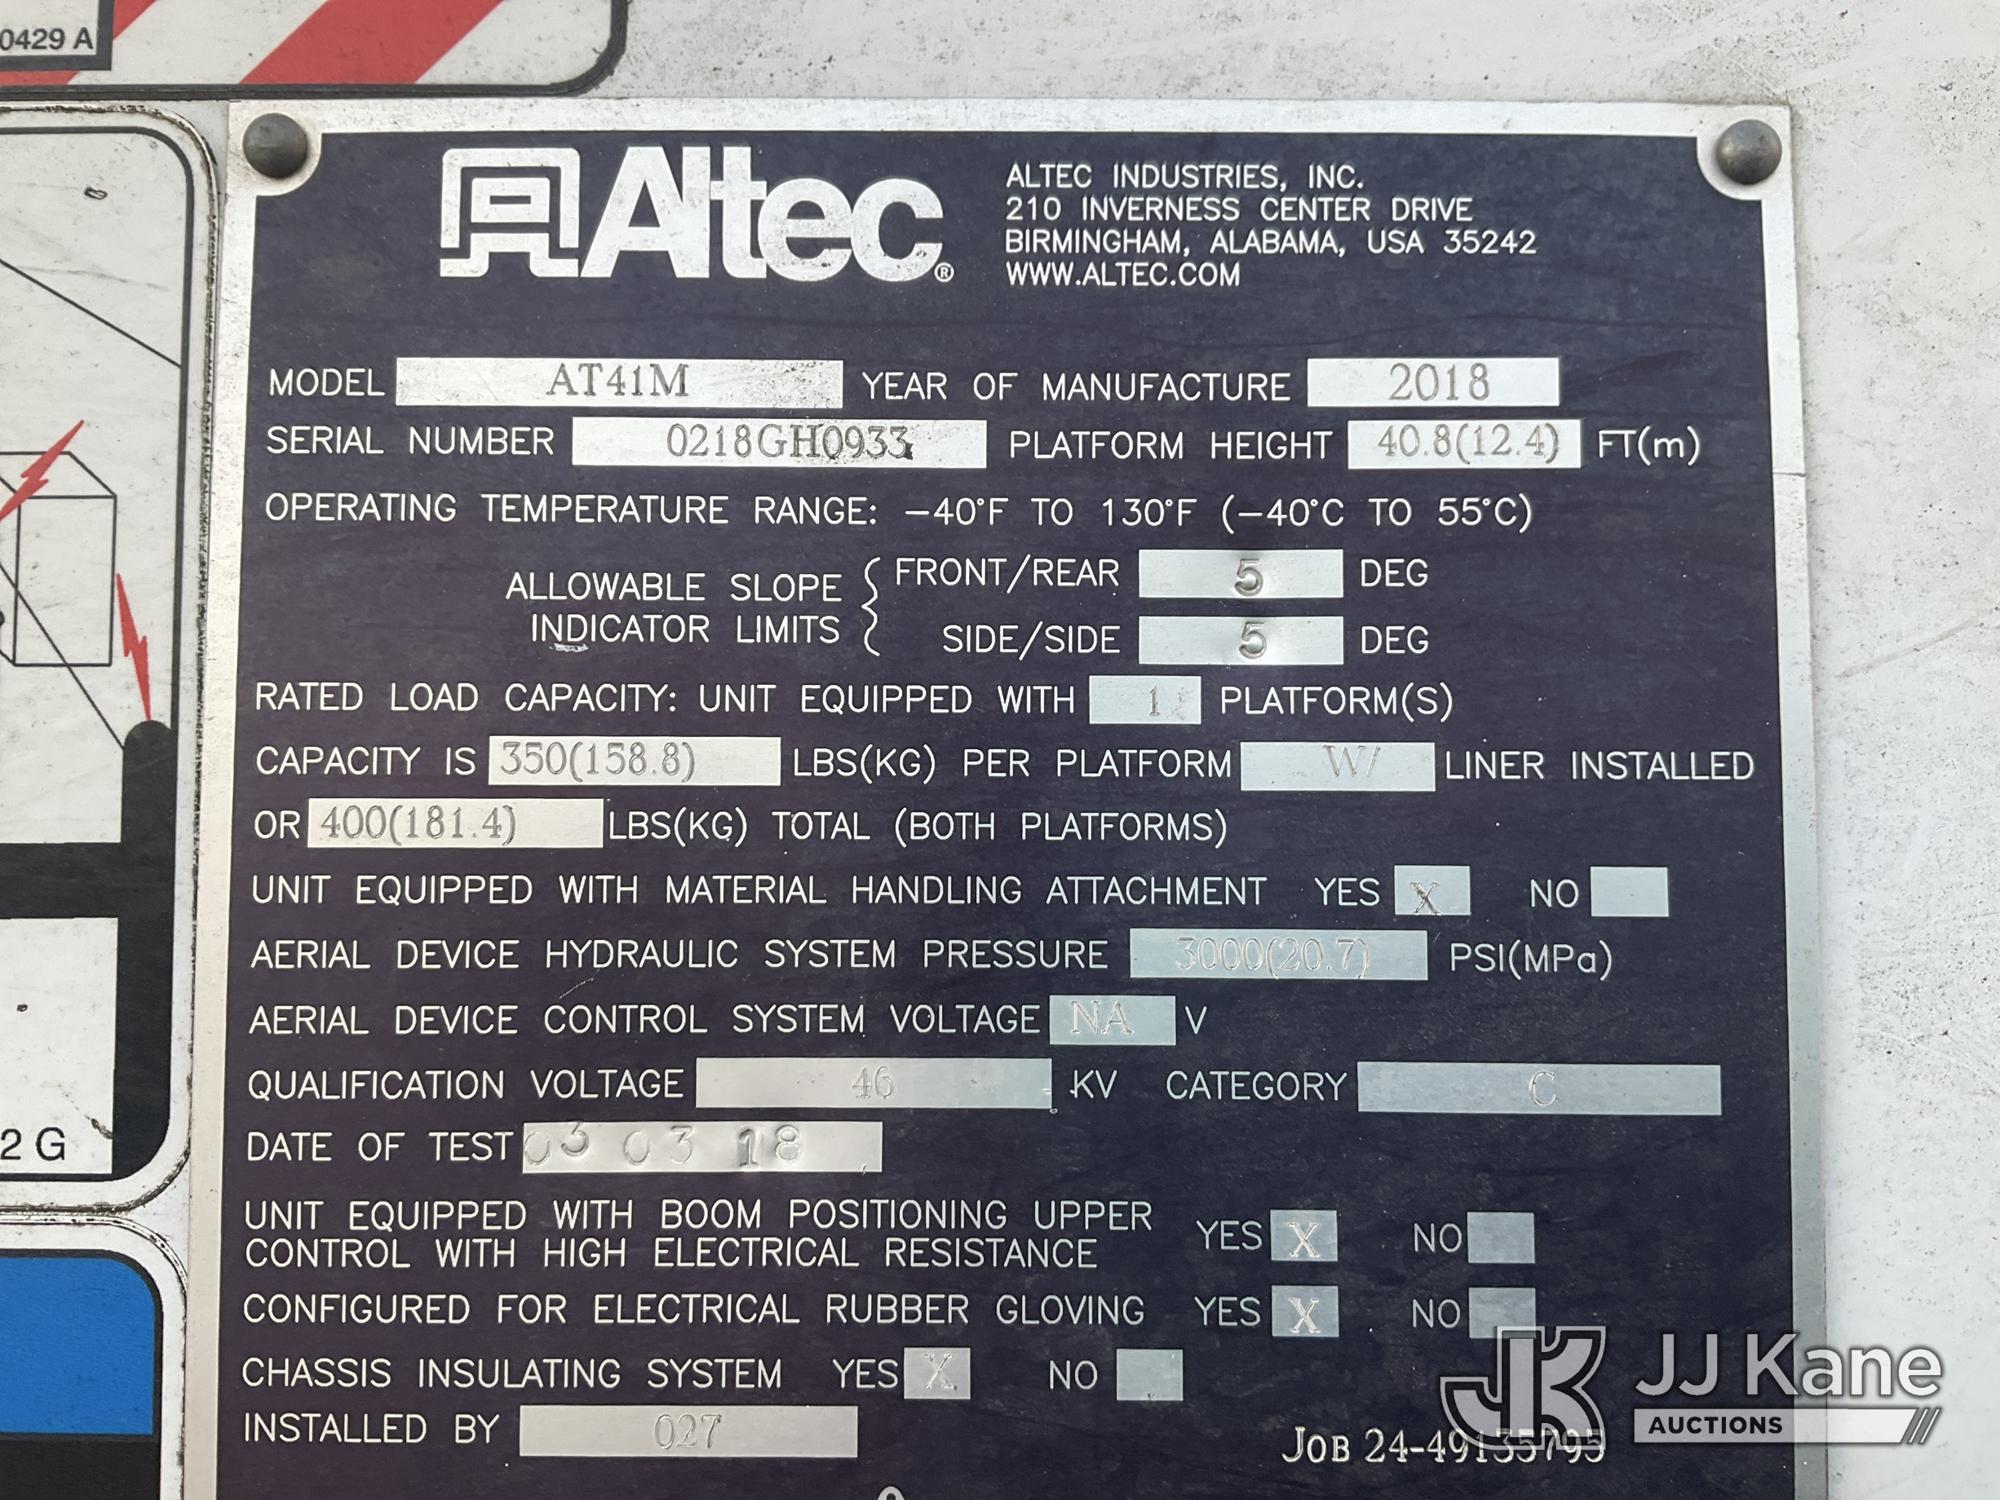 0429 A
Altec®
ALTEC INDUSTRIES, INC.
210 INVERNESS CENTER DRIVE
BIRMINGHAM, ALABAMA, USA 35242
WWW.ALTEC.COM
MODEL AT41M YEAR OF MANUFACTURE 2018
SERIAL NUMBER 0218GH0933 PLATFORM HEIGHT 40.8(12.4) FT(m)
OPERATING TEMPERATURE RANGE: -40°F TO 130°F (-40°C TO 55°C)
ALLOWABLE SLOPE INDICATOR LIMITS { FRONT/REAR 5 DEG
SIDE/SIDE 5 DEG
RATED LOAD CAPACITY: UNIT EQUIPPED WITH 1 PLATFORM(S)
CAPACITY IS 350(158.8) LBS(KG) PER PLATFORM W/ LINER INSTALLED
OR 400(181.4) LBS(KG) TOTAL (BOTH PLATFORMS)
UNIT EQUIPPED WITH MATERIAL HANDLING ATTACHMENT YES X NO
AERIAL DEVICE HYDRAULIC SYSTEM PRESSURE 3000(20.7) PSI(MPa)
AERIAL DEVICE CONTROL SYSTEM VOLTAGE NA V
QUALIFICATION VOLTAGE 46 KV CATEGORY C
2 G
DATE OF TEST 03 03 18
UNIT EQUIPPED WITH BOOM POSITIONING UPPER
CONTROL WITH HIGH ELECTRICAL RESISTANCE YES X NO
CONFIGURED FOR ELECTRICAL RUBBER GLOVING YES X NO
CHASSIS INSULATING SYSTEM YES X NO
INSTALLED BY 027
JOB 24-49135795
JK JJ Kane
AUCTIONS